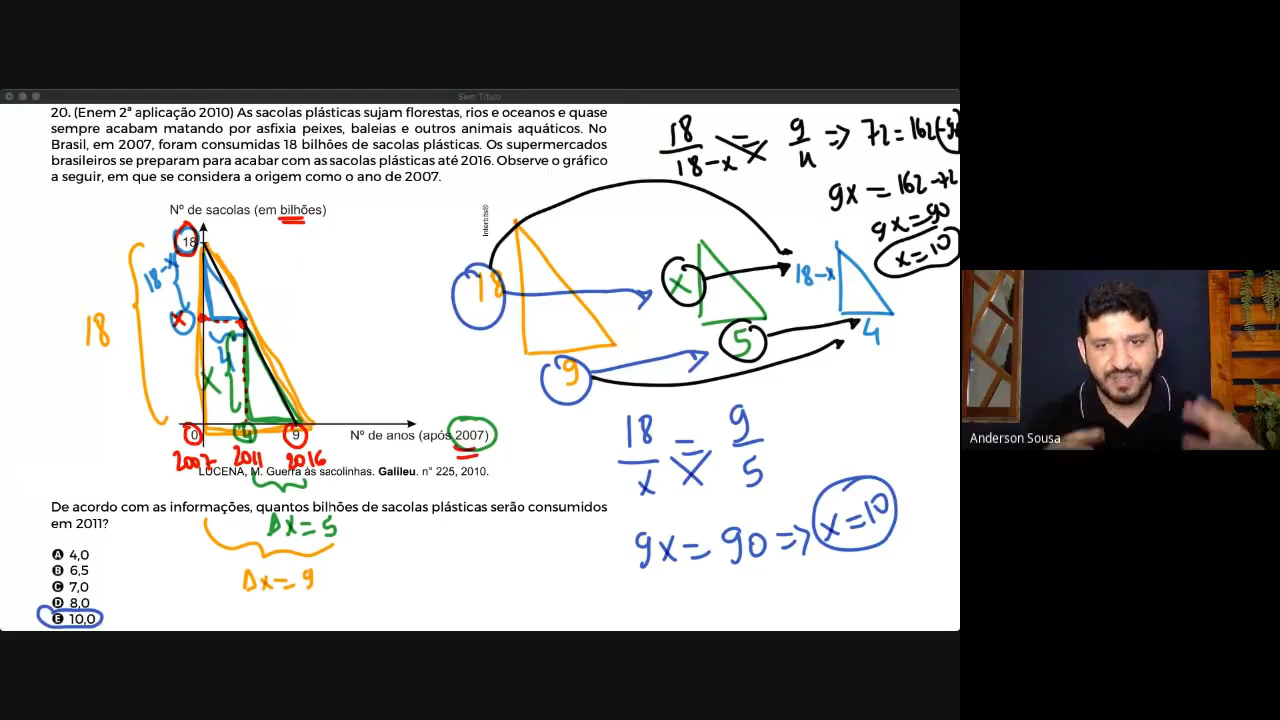 Sem Título
20. (Enem 2ª aplicação 2010) As sacolas plásticas sujam florestas, rios e oceanos e quase
sempre acabam matando por asfixia peixes, baleias e outros animais aquáticos. No
Brasil, em 2007, foram consumidas 18 bilhões de sacolas plásticas. Os supermercados
brasileiros se preparam para acabar com as sacolas plásticas até 2016. Observe o gráfico
a seguir, em que se considera a origem como o ano de 2007.
Nº de sacolas (em bilhões)
18
18-x
x
18
4
x
0
4
9
Nº de anos (após 2007)
2007 2011 2016
LUCENA, M. Guerra às sacolinhas. Galileu. n° 225, 2010.
Interbits®
De acordo com as informações, quantos bilhões de sacolas plásticas serão consumidos
em 2011?
Δx=5
Δx=9
A 4,0
B 6,5
C 7,0
D 8,0
E 10,0
18/18-x = 9/4 => 72=162
9x=162-72
9x=90
x=10
18
9
x
5
18-x
4
18/x = 9/5
9x=90=> x=10
Anderson Sousa